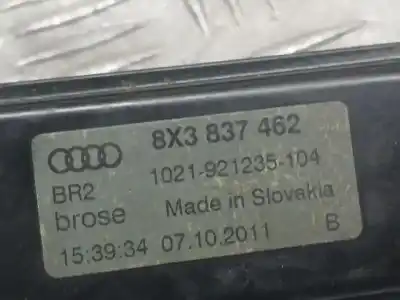 8X3 837 462
1021-921235-104
BR2
brose Made in Slovakia
15:39:34 07.10.2011 B